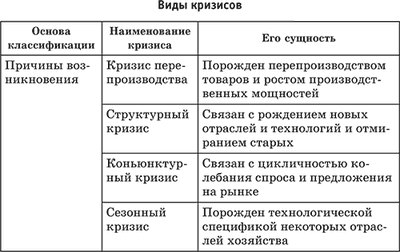 Виды кризисов
Основа классификации
Наименование кризиса
Его сущность
Причины воз-
никновения
Кризис пере-
производства
Порожден перепроизводством
товаров и ростом производст-
венных мощностей
Структурный
кризис
Связан с рождением новых
отраслей и технологий и отми-
ранием старых
Коньюнктур-
ный кризис
Связан с цикличностью ко-
лебания спроса и предложения
на рынке
Сезонный
кризис
Порожден технологической
спецификой некоторых отрас-
лей хозяйства